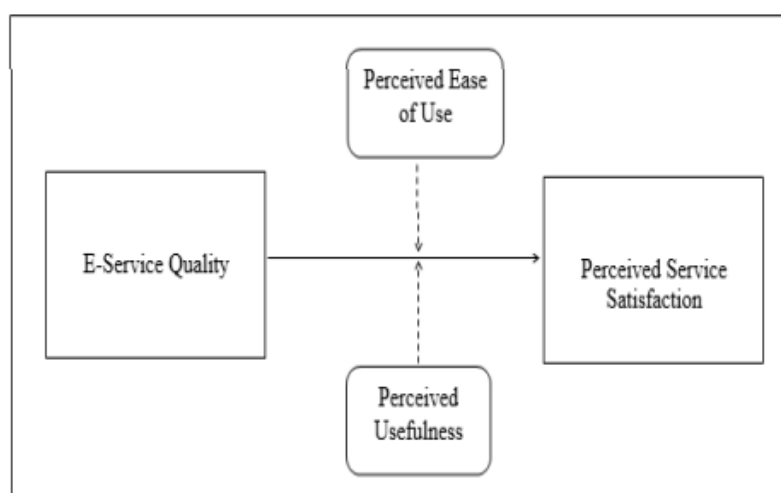 Perceived Ease
of Use
E-Service Quality
Perceived Service
Satisfaction
Perceived
Usefulness